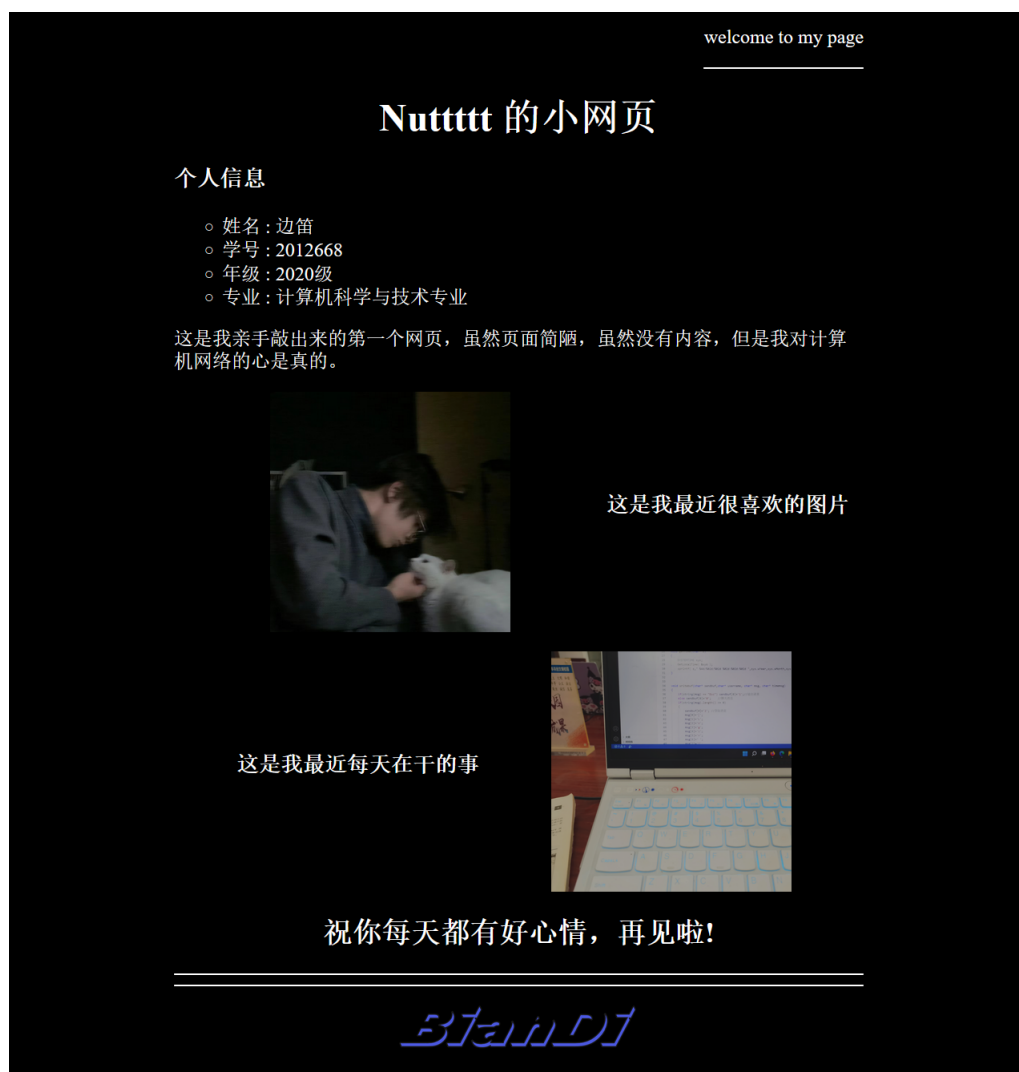 welcome to my page
Nuttttt 的小网页
个人信息
姓名 : 边笛
学号 : 2012668
年级 : 2020级
专业 : 计算机科学与技术专业
这是我亲手敲出来的第一个网页，虽然页面简陋，虽然没有内容，但是我对计算
机网络的心是真的。
这是我最近很喜欢的图片
这是我最近每天在干的事
祝你每天都有好心情，再见啦!
BianDi